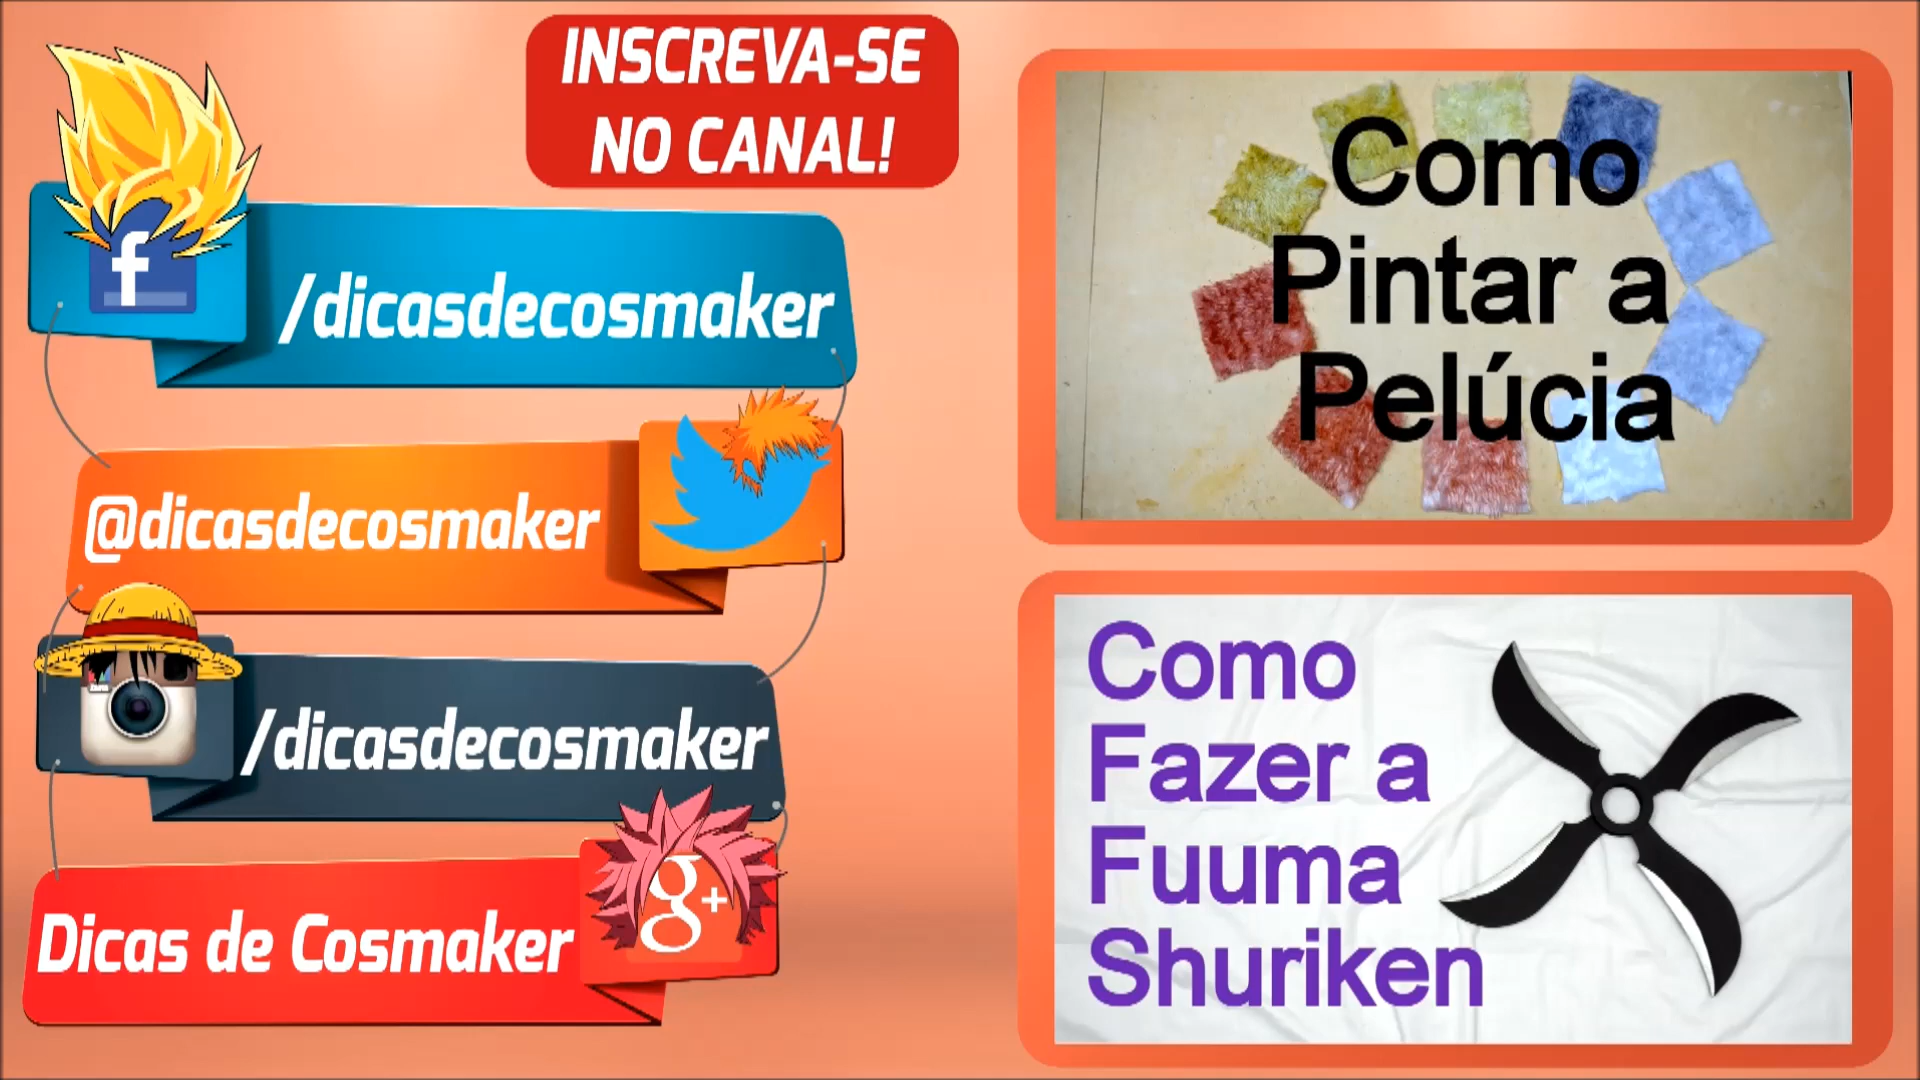 INSCREVA-SE
NO CANAL!
f
/dicasdecosmaker
@dicasdecosmaker
/dicasdecosmaker
Dicas de Cosmaker
g+
Como
Pintar a
Pelúcia
Como
Fazer a
Fuuma
Shuriken